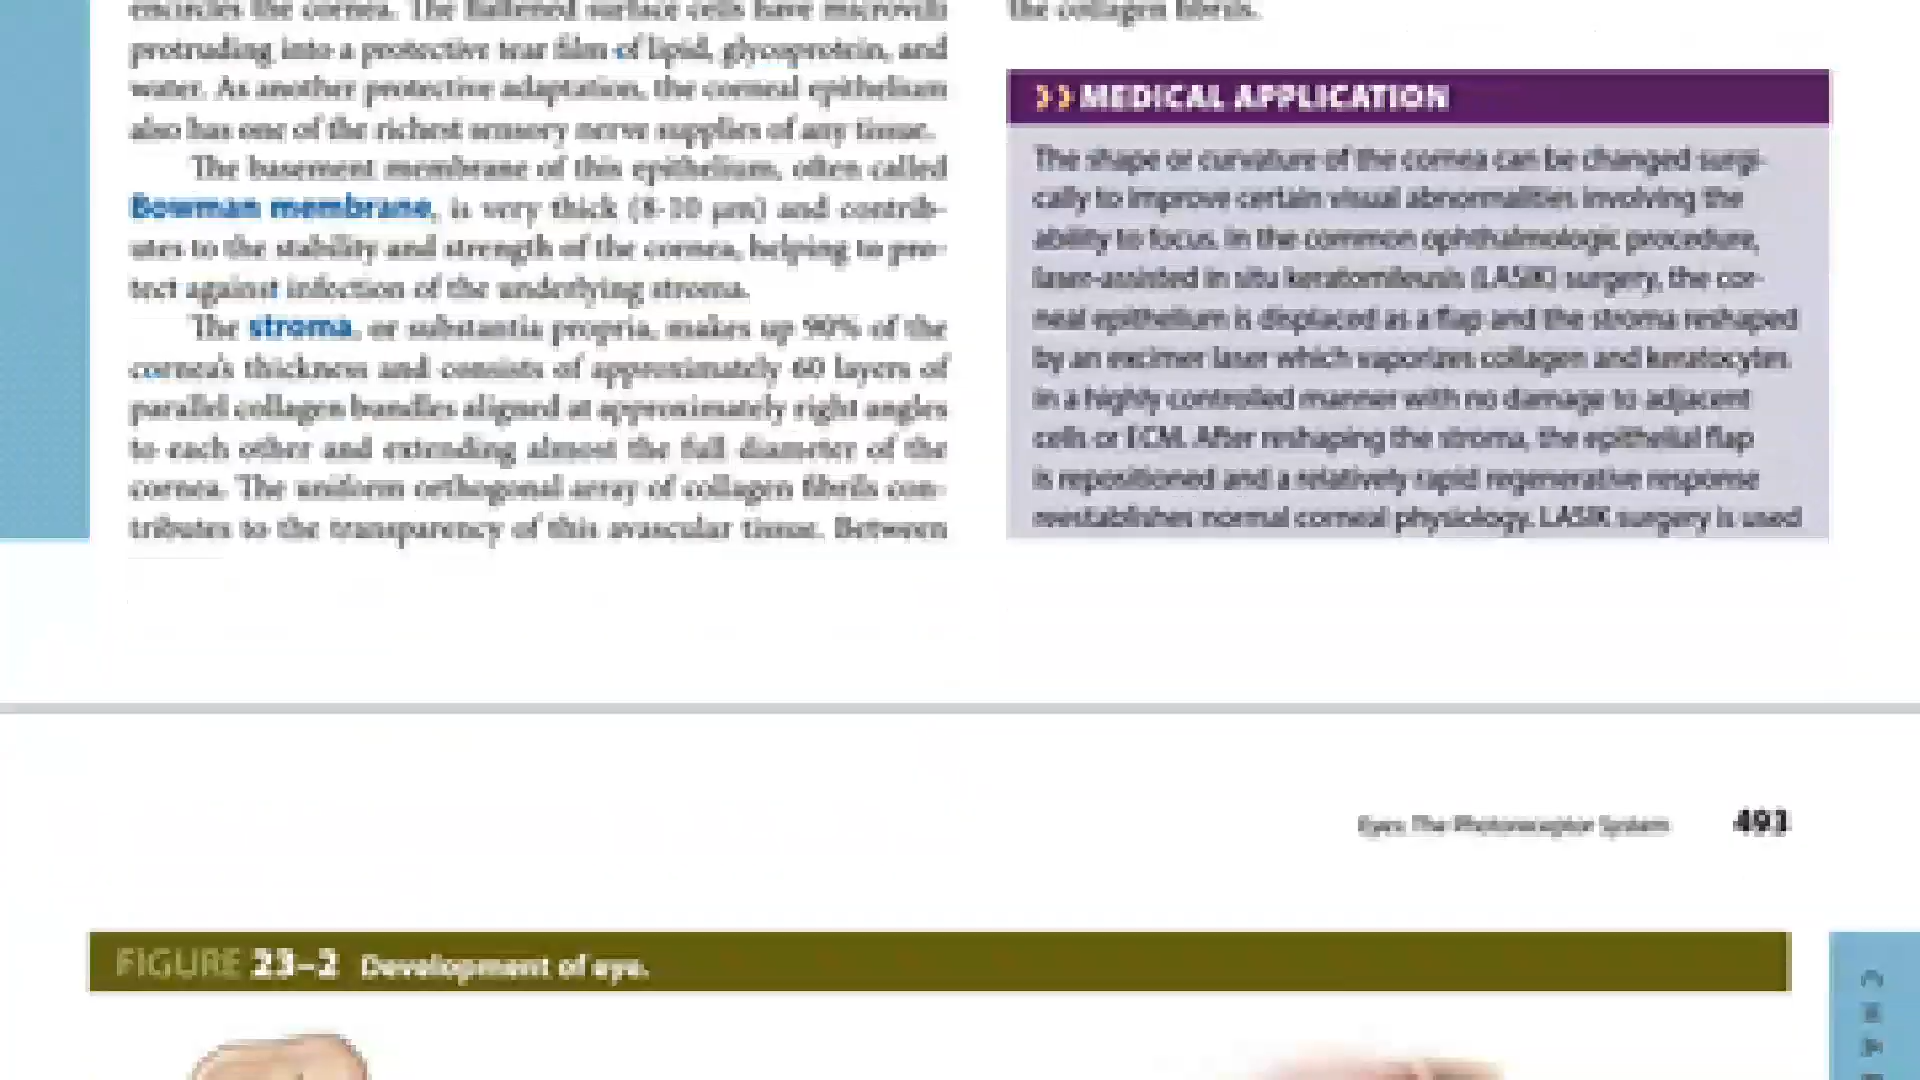 encircles the cornea. The flattened surface cells have microvilli
protruding into a protective tear film of lipid, glycoprotein, and
water. As another protective adaptation, the corneal epithelium
also has one of the richest sensory nerve supplies of any tissue.
The basement membrane of this epithelium, often called
Bowman membrane, is very thick (8-10 μm) and contrib-
utes to the stability and strength of the cornea, helping to pro-
tect against infection of the underlying stroma.
The stroma, or substantia propria, makes up 90% of the
cornea's thickness and consists of approximately 60 layers of
parallel collagen bundles aligned at approximately right angles
to each other and extending almost the full diameter of the
cornea. The uniform orthogonal array of collagen fibrils con-
tributes to the transparency of this avascular tissue. Between
the collagen fibrils.
›› MEDICAL APPLICATION
The shape or curvature of the cornea can be changed surgi-
cally to improve certain visual abnormalities involving the
ability to focus. In the common ophthalmologic procedure,
laser-assisted in situ keratomileusis (LASIK) surgery, the cor-
neal epithelium is displaced as a flap and the stroma reshaped
by an excimer laser which vaporizes collagen and keratocytes
in a highly controlled manner with no damage to adjacent
cells or ECM. After reshaping the stroma, the epithelial flap
is repositioned and a relatively rapid regenerative response
reestablishes normal corneal physiology. LASIK surgery is used
Eyes: The Photoreceptor System 493
FIGURE 23–2 Development of eye.